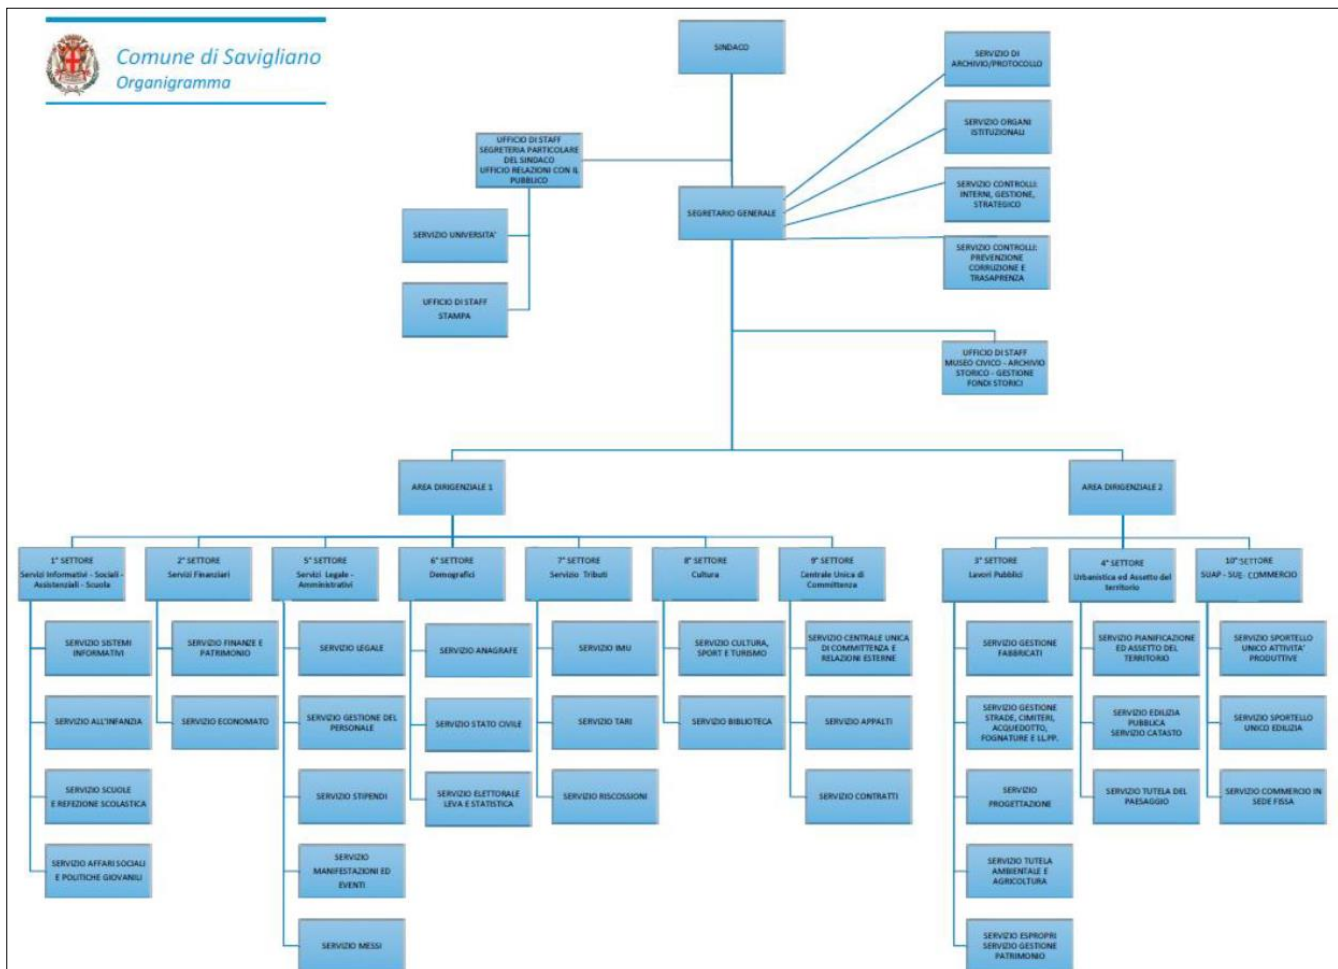 Comune di Savigliano
Organigramma
SINDACO
SERVIZIO DI
ARCHIVIO/PROTOCOLLO
SERVIZIO ORGANI
ISTITUZIONALI
UFFICIO DI STAFF
SEGRETERIA PARTICOLARE
DEL SINDACO
UFFICIO RELAZIONI CON IL
PUBBLICO
SERVIZIO CONTROLLI:
INTERNI, GESTIONE,
STRATEGICO
SEGRETARIO GENERALE
SERVIZIO UNIVERSITA'
SERVIZIO CONTROLLI:
PREVENZIONE
CORRUZIONE E
TRASAPRENZA
UFFICIO DI STAFF
STAMPA
UFFICIO DI STAFF
MUSEO CIVICO - ARCHIVIO
STORICO - GESTIONE
FONDI STORICI
AREA DIRIGENZIALE 1
AREA DIRIGENZIALE 2
1° SETTORE
Servizi Informativi - Sociali -
Assistenziali - Scuola
2° SETTORE
Servizi Finanziari
5° SETTORE
Servizi Legale -
Amministrativi
6° SETTORE
Demografici
7° SETTORE
Servizio Tributi
8° SETTORE
Cultura
9° SETTORE
Centrale Unica di
Committenza
3° SETTORE
Lavori Pubblici
4° SETTORE
Urbanistica ed Assetto del
territorio
10° SETTORE
SUAP - SUE- COMMERCIO
SERVIZIO SISTEMI
INFORMATIVI
SERVIZIO FINANZE E
PATRIMONIO
SERVIZIO LEGALE
SERVIZIO ANAGRAFE
SERVIZIO IMU
SERVIZIO CULTURA,
SPORT E TURISMO
SERVIZIO CENTRALE UNICA
DI COMMITTENZA E
RELAZIONI ESTERNE
SERVIZIO GESTIONE
FABBRICATI
SERVIZIO PIANIFICAZIONE
ED ASSETTO DEL
TERRITORIO
SERVIZIO SPORTELLO
UNICO ATTIVITA'
PRODUTTIVE
SERVIZIO ALL'INFANZIA
SERVIZIO ECONOMATO
SERVIZIO GESTIONE DEL
PERSONALE
SERVIZIO STATO CIVILE
SERVIZIO TARI
SERVIZIO BIBLIOTECA
SERVIZIO APPALTI
SERVIZIO GESTIONE
STRADE, CIMITERI,
ACQUEDOTTO,
FOGNATURE E LL.PP.
SERVIZIO EDILIZIA
PUBBLICA
SERVIZIO CATASTO
SERVIZIO SPORTELLO
UNICO EDILIZIA
SERVIZIO SCUOLE
E REFEZIONE SCOLASTICA
SERVIZIO STIPENDI
SERVIZIO ELETTORALE
LEVA E STATISTICA
SERVIZIO RISCOSSIONI
SERVIZIO CONTRATTI
SERVIZIO
PROGETTAZIONE
SERVIZIO TUTELA DEL
PAESAGGIO
SERVIZIO COMMERCIO IN
SEDE FISSA
SERVIZIO AFFARI SOCIALI
E POLITICHE GIOVANILI
SERVIZIO
MANIFESTAZIONI ED
EVENTI
SERVIZIO TUTELA
AMBIENTALE E
AGRICOLTURA
SERVIZIO MESSI
SERVIZIO ESPROPRI
SERVIZIO GESTIONE
PATRIMONIO